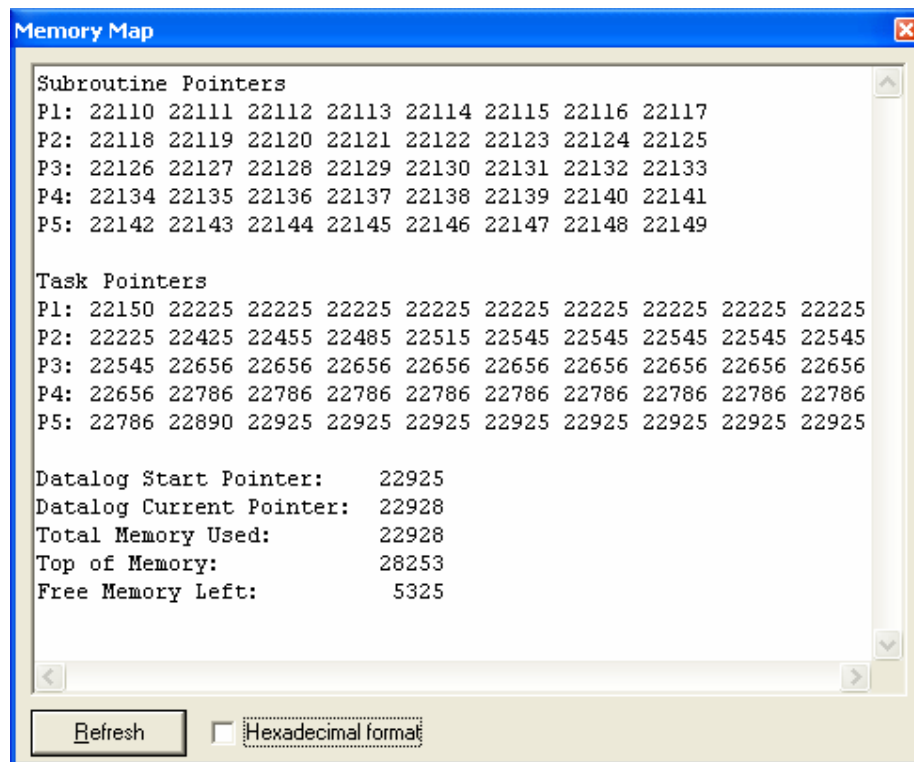 Memory Map
Subroutine Pointers
P1: 22110 22111 22112 22113 22114 22115 22116 22117
P2: 22118 22119 22120 22121 22122 22123 22124 22125
P3: 22126 22127 22128 22129 22130 22131 22132 22133
P4: 22134 22135 22136 22137 22138 22139 22140 22141
P5: 22142 22143 22144 22145 22146 22147 22148 22149
Task Pointers
P1: 22150 22225 22225 22225 22225 22225 22225 22225 22225 22225
P2: 22225 22425 22455 22485 22515 22545 22545 22545 22545 22545
P3: 22545 22656 22656 22656 22656 22656 22656 22656 22656 22656
P4: 22656 22786 22786 22786 22786 22786 22786 22786 22786 22786
P5: 22786 22890 22925 22925 22925 22925 22925 22925 22925 22925
Datalog Start Pointer: 22925
Datalog Current Pointer: 22928
Total Memory Used: 22928
Top of Memory: 28253
Free Memory Left: 5325
Refresh Hexadecimal format